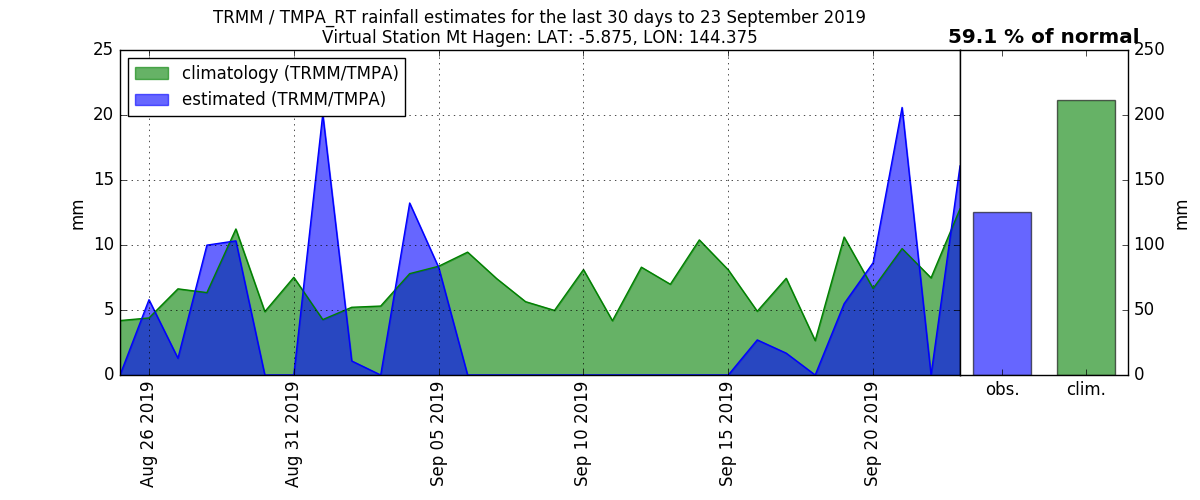 TRMM / TMPA_RT rainfall estimates for the last 30 days to 23 September 2019
Virtual Station Mt Hagen: LAT: -5.875, LON: 144.375
59.1 % of normal
climatology (TRMM/TMPA)
estimated (TRMM/TMPA)
mm
25
20
15
10
5
0
Aug 26 2019
Aug 31 2019
Sep 05 2019
Sep 10 2019
Sep 15 2019
Sep 20 2019
obs.
clim.
250
200
150
100
50
0
mm